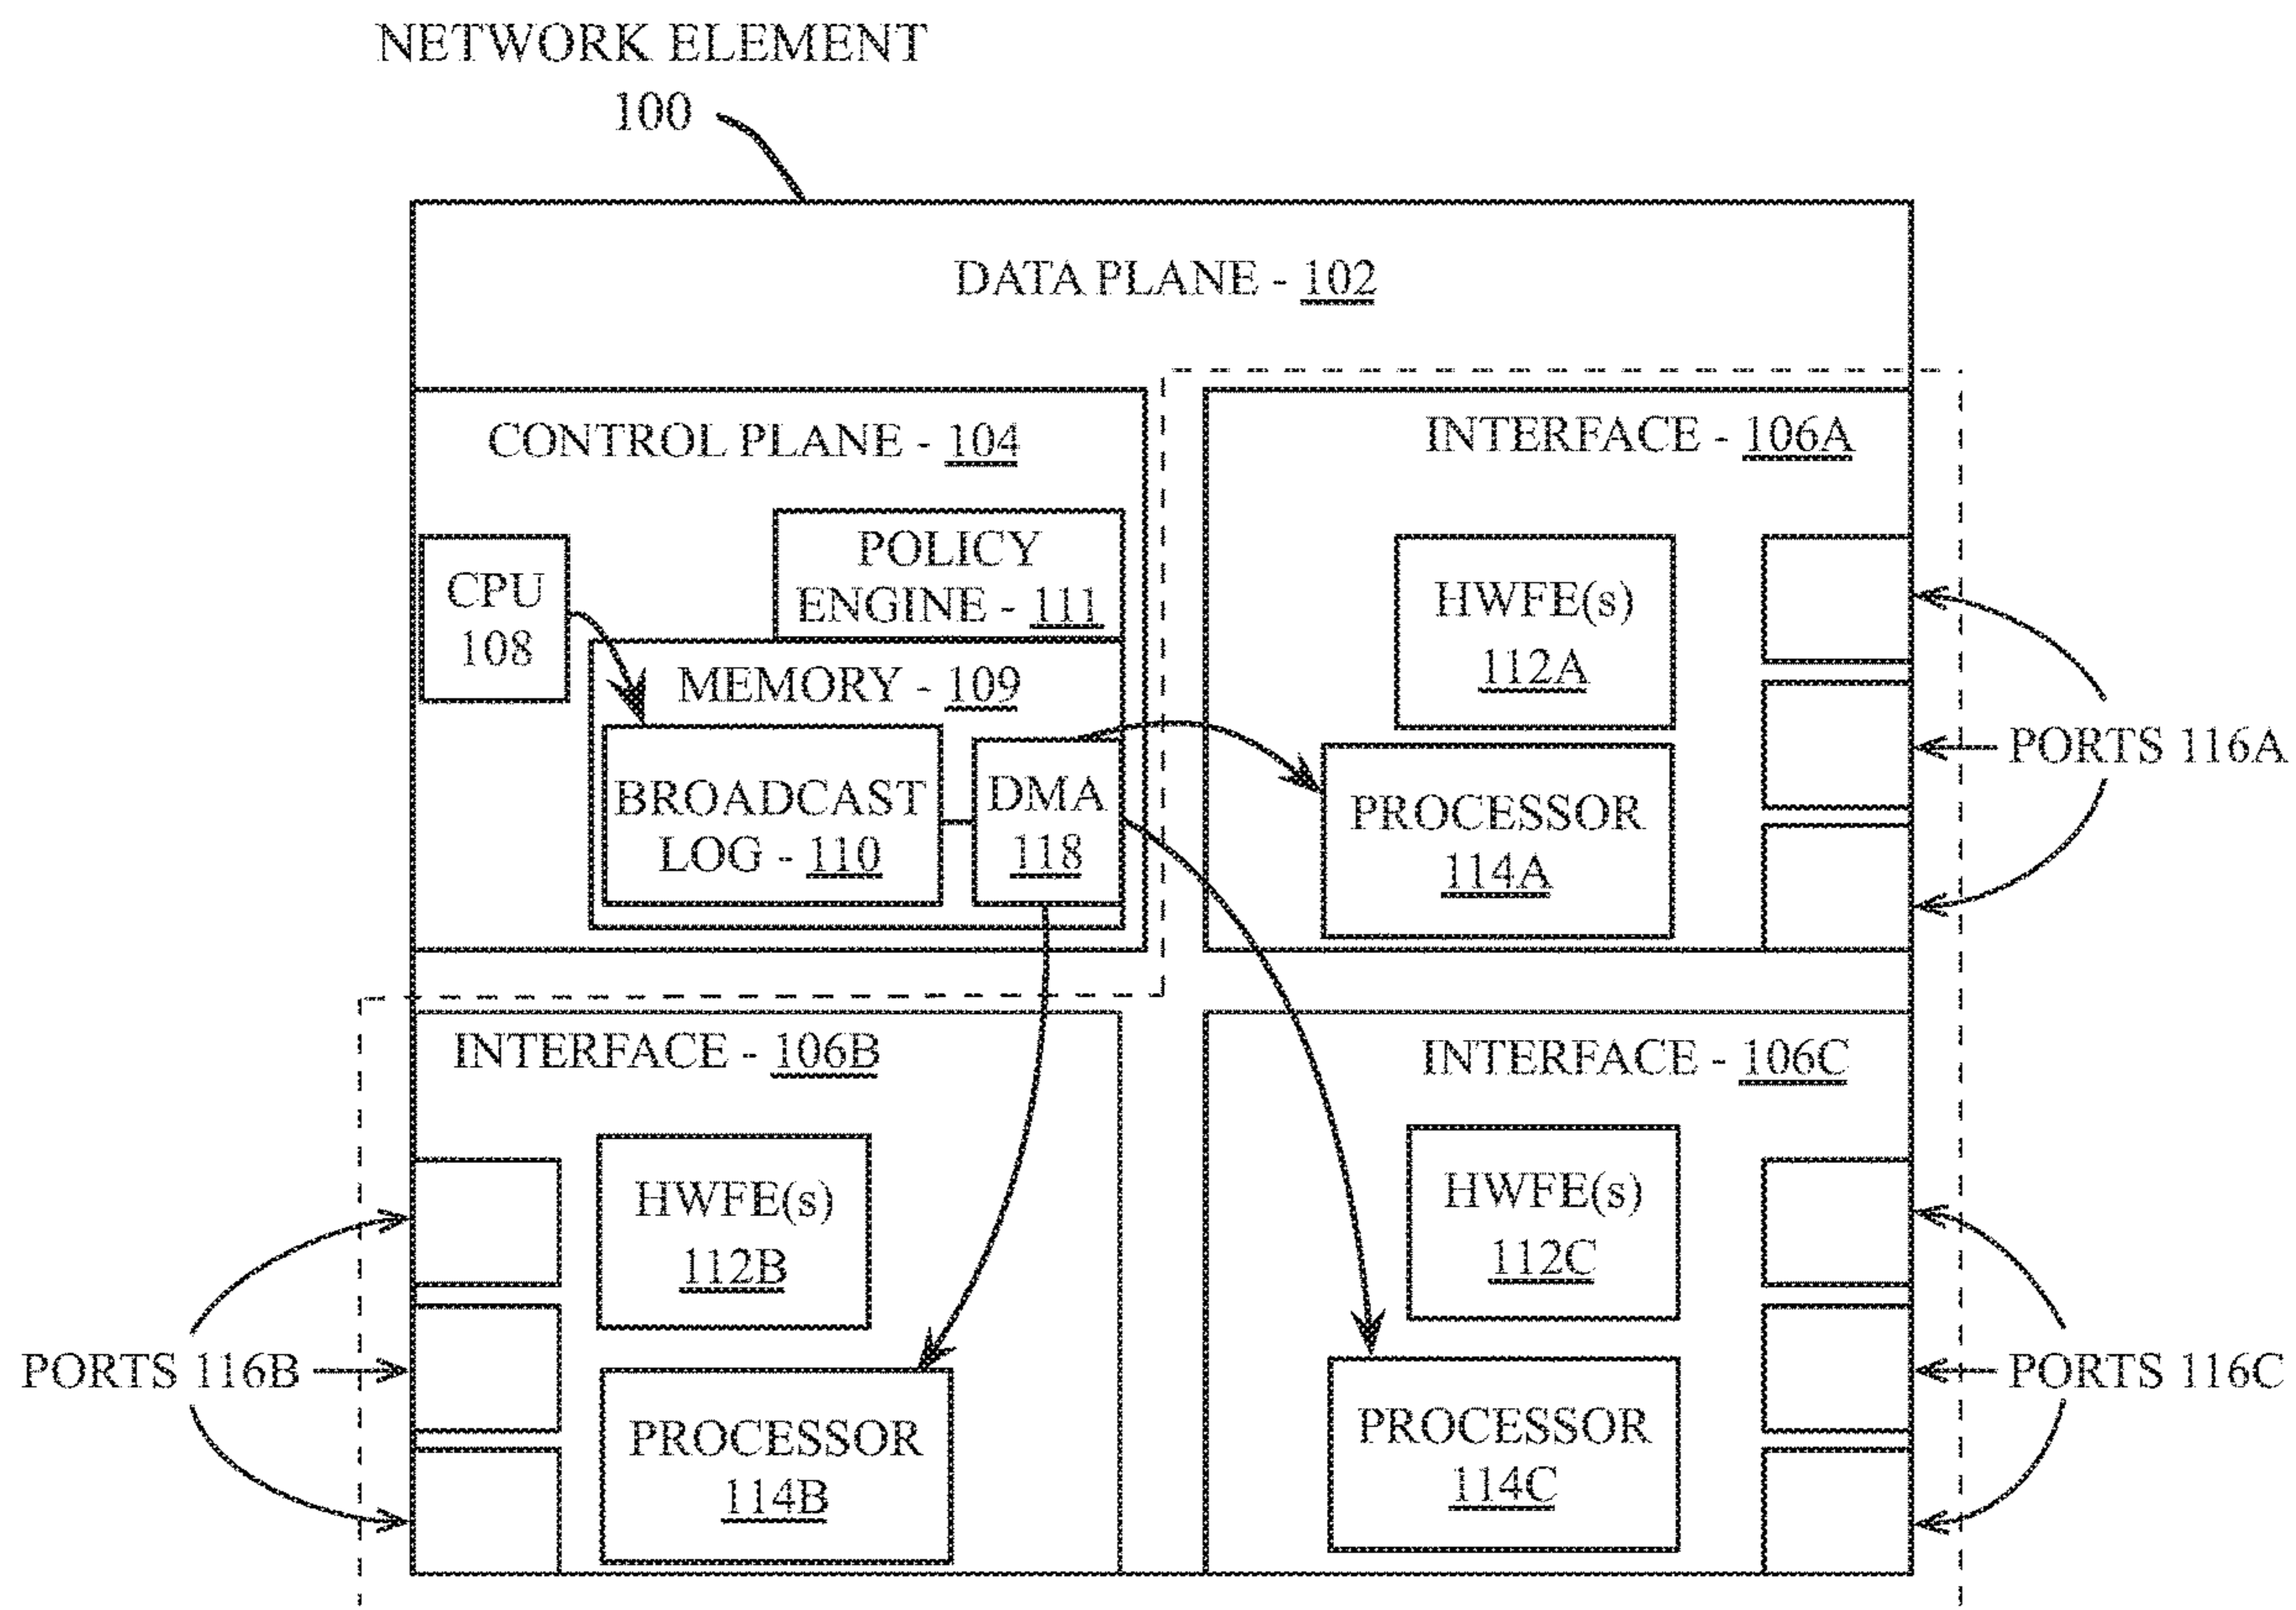 NETWORK ELEMENT
100
DATA PLANE - 102
CONTROL PLANE - 104
CPU
108
POLICY
ENGINE - 111
MEMORY - 109
BROADCAST
LOG - 110
DMA
118
INTERFACE - 106A
HWFE(s)
112A
PROCESSOR
114A
PORTS 116A
INTERFACE - 106B
HWFE(s)
112B
PROCESSOR
114B
PORTS 116B
INTERFACE - 106C
HWFE(s)
112C
PROCESSOR
114C
PORTS 116C